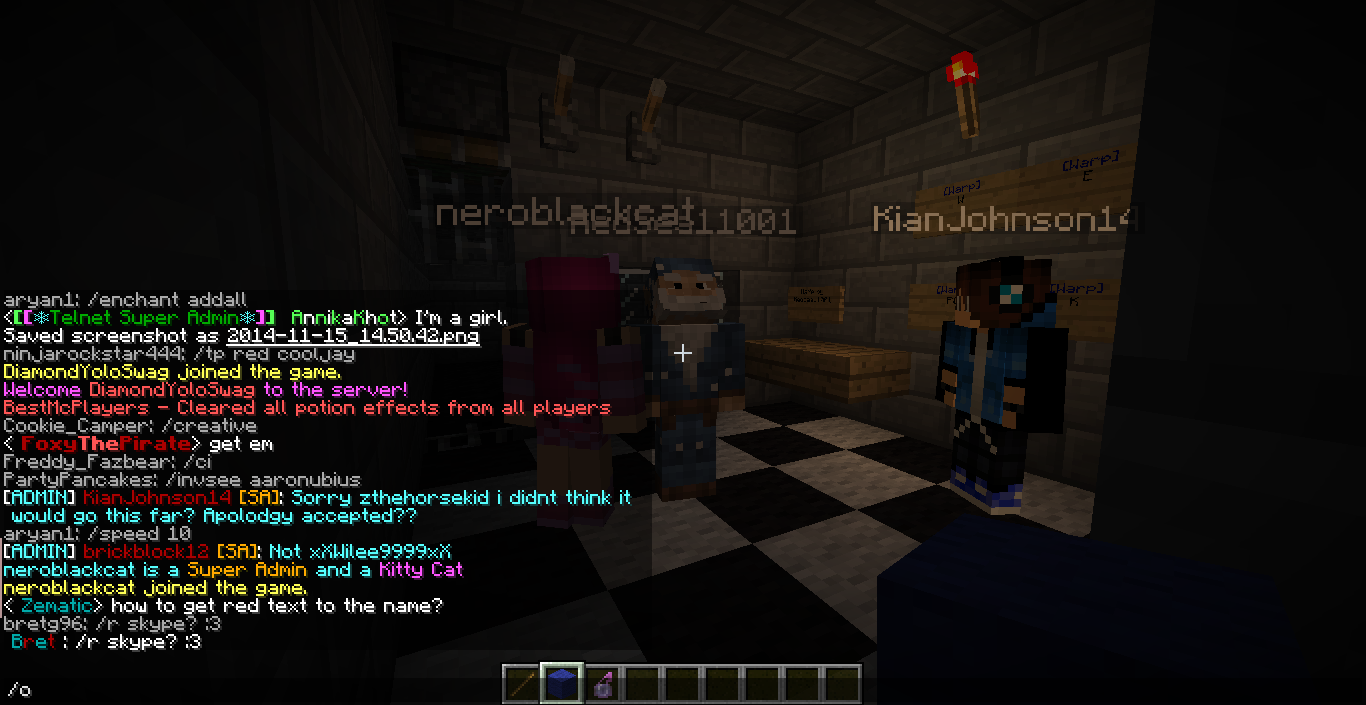 [Warp]
E
[Warp]
W
neroblackcat
11001
KianJohnson14
[Warp]
K
aryan1: /enchant addall
<[[❄Telnet Super Admin❄]] AnnikaKhot> I'm a girl.
Saved screenshot as 2014-11-15_14.50.42.png
ninjarockstar444: /tp red cooljay
DiamondYoloSwag joined the game.
Welcome DiamondYoloSwag to the server!
BestMcPlayers - Cleared all potion effects from all players
Cookie_Camper: /creative
< FoxyThePirate> get em
Freddy_Fazbear: /ci
PartyPancakes: /invsee aaronubius
[ADMIN] KianJohnson14 [SA]: Sorry zthehorsekid i didnt think it
would go this far? Apolodgy accepted??
aryan1: /speed 10
[ADMIN] brickblock12 [SA]: Not xXWilee9999xX
neroblackcat is a Super Admin and a Kitty Cat
neroblackcat joined the game.
< Zematic> how to get red text to the name?
bretg96: /r skype? :3
Bret : /r skype? :3
/o